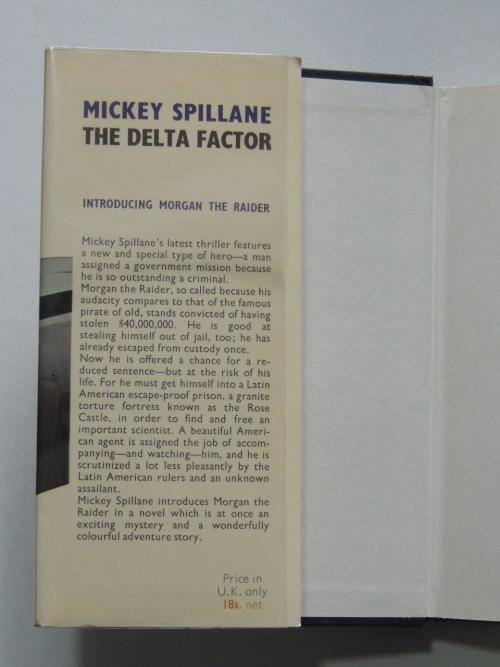 MICKEY SPILLANE
THE DELTA FACTOR
INTRODUCING MORGAN THE RAIDER
Mickey Spillane's latest thriller features
a new and special type of hero—a man
assigned a government mission because
he is so outstanding a criminal.
Morgan the Raider, so called because his
audacity compares to that of the famous
pirate of old, stands convicted of having
stolen $40,000,000. He is good at
stealing himself out of jail, too; he has
already escaped from custody once.
Now he is offered a chance for a re-
duced sentence—but at the risk of his
life. For he must get himself into a Latin
American escape-proof prison, a granite
torture fortress known as the Rose
Castle, in order to find and free an
important scientist. A beautiful Ameri-
can agent is assigned the job of accom-
panying—and watching—him, and he is
scrutinized a lot less pleasantly by the
Latin American rulers and an unknown
assailant.
Mickey Spillane introduces Morgan the
Raider in a novel which is at once an
exciting mystery and a wonderfully
colourful adventure story.
Price in
U.K. only
18s. net